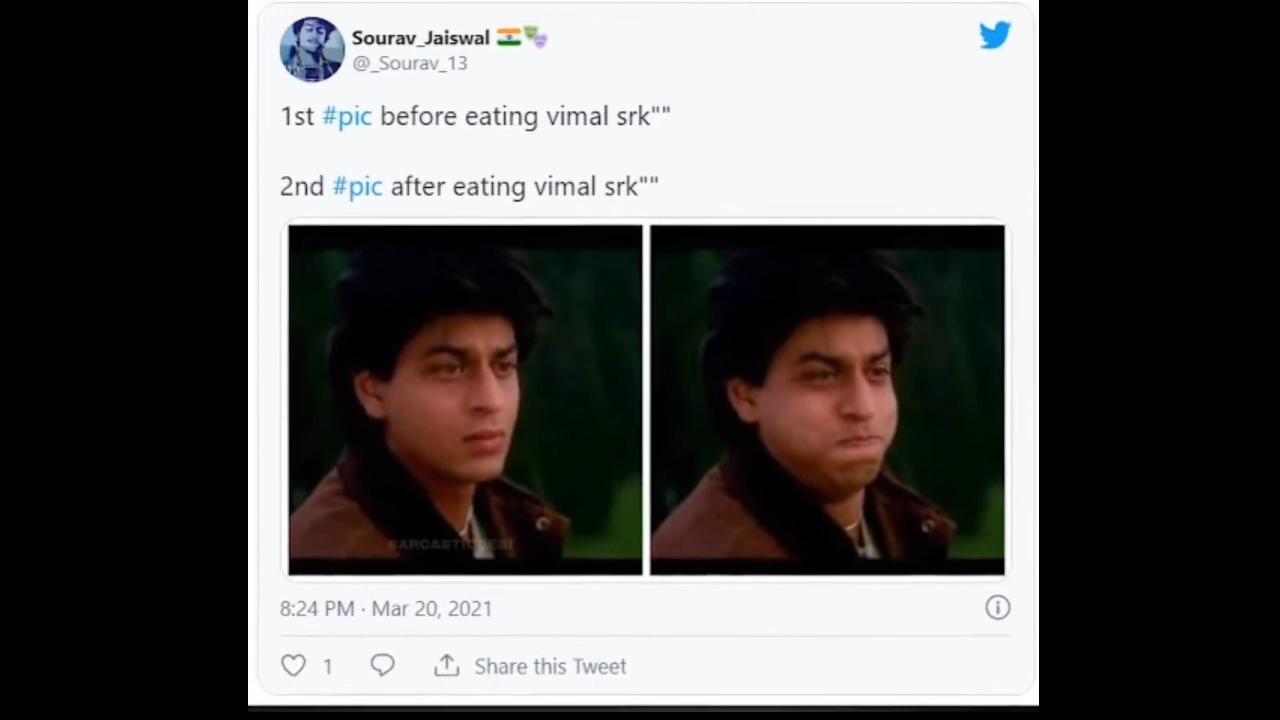 Sourav_Jaiswal 🇮🇳🎭
@_Sourav_13
1st #pic before eating vimal srk""
2nd #pic after eating vimal srk""
SARCASTICDESI
8:24 PM · Mar 20, 2021
1
Share this Tweet